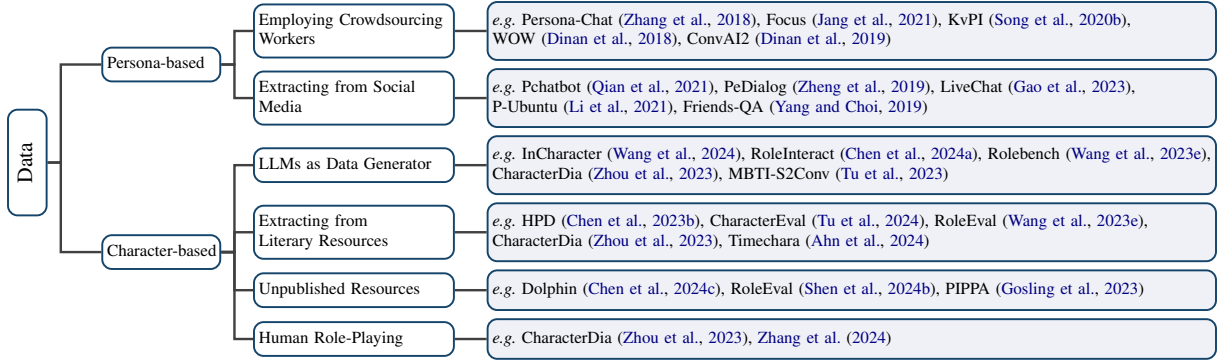 Data
Persona-based
Employing Crowdsourcing
Workers
e.g. Persona-Chat (Zhang et al., 2018), Focus (Jang et al., 2021), KvPI (Song et al., 2020b),
WOW (Dinan et al., 2018), ConvAI2 (Dinan et al., 2019)
Extracting from Social
Media
e.g. Pchatbot (Qian et al., 2021), PeDialog (Zheng et al., 2019), LiveChat (Gao et al., 2023),
P-Ubuntu (Li et al., 2021), Friends-QA (Yang and Choi, 2019)
Character-based
LLMs as Data Generator
e.g. InCharacter (Wang et al., 2024), RoleInteract (Chen et al., 2024a), Rolebench (Wang et al., 2023e),
CharacterDia (Zhou et al., 2023), MBTI-S2Conv (Tu et al., 2023)
Extracting from
Literary Resources
e.g. HPD (Chen et al., 2023b), CharacterEval (Tu et al., 2024), RoleEval (Wang et al., 2023e),
CharacterDia (Zhou et al., 2023), Timechara (Ahn et al., 2024)
Unpublished Resources
e.g. Dolphin (Chen et al., 2024c), RoleEval (Shen et al., 2024b), PIPPA (Gosling et al., 2023)
Human Role-Playing
e.g. CharacterDia (Zhou et al., 2023), Zhang et al. (2024)